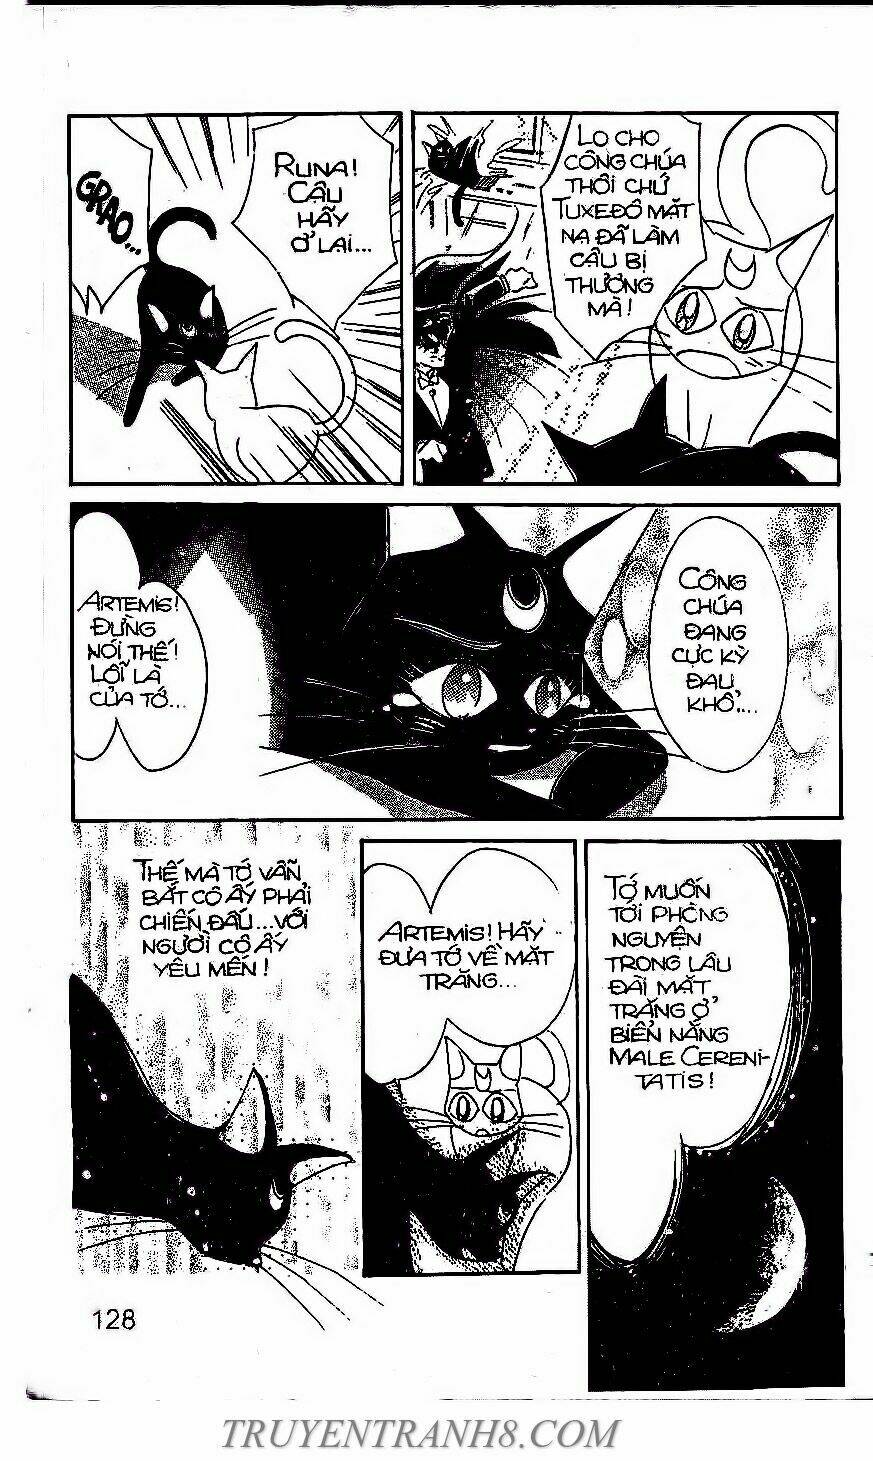 GRAO...
RUNA!
CẬU
HÃY
Ở LẠI...
LO CHO
CÔNG CHÚA
THÔI CHỨ
TUXEĐÔ MẶT
NẠ ĐÃ LÀM
CẬU BỊ
THƯƠNG
MÀ!
ARTEMIS!
ĐỪNG
NÓI THẾ!
LỖI LÀ
CỦA TỚ...
CÔNG
CHÚA
ĐANG
CỰC KỲ
ĐAU
KHỔ....
THẾ MÀ TỚ VẪN
BẮT CÔ ẤY PHẢI
CHIẾN ĐẤU...VỚI
NGƯỜI CÔ ẤY
YÊU MẾN!
ARTEMIS! HÃY
ĐƯA TỚ VỀ MẶT
TRĂNG...
TỚ MUỐN
TỚI PHÒNG
NGUYỆN
TRONG LÂU
ĐÀI MẶT
TRĂNG Ở
BIỂN NẮNG
MALE CERENI-
TATIS!
128
TRUYENTRANH8.COM